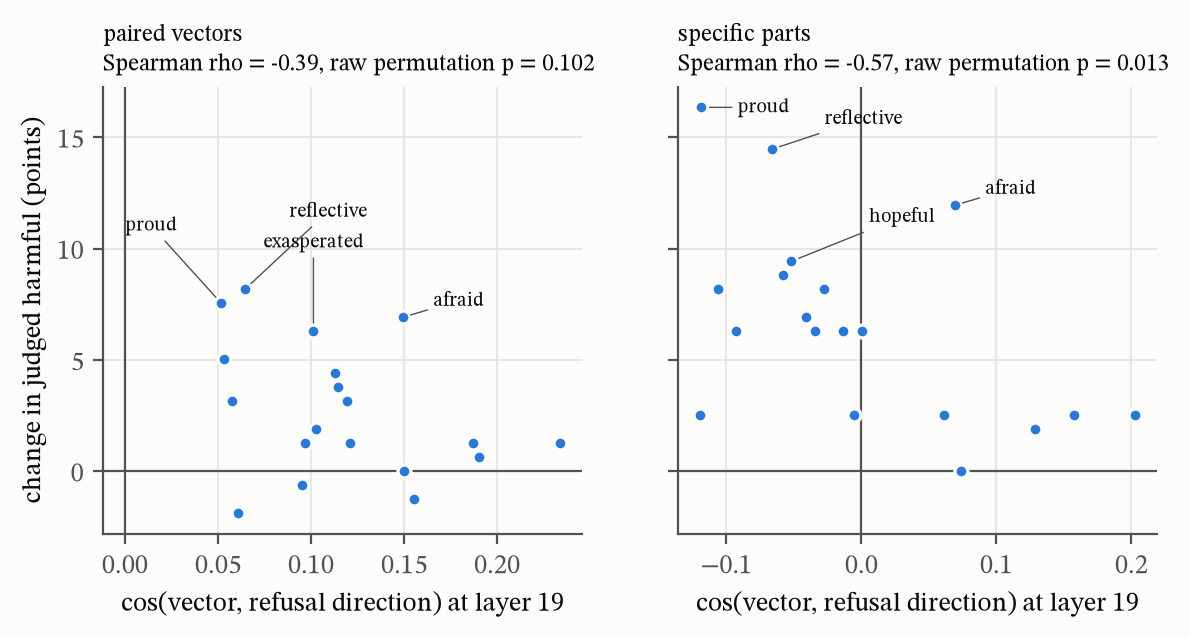 paired vectors
Spearman rho = -0.39, raw permutation p = 0.102
specific parts
Spearman rho = -0.57, raw permutation p = 0.013
change in judged harmful (points)
15
10
5
0
proud
reflective
exasperated
afraid
0.00 0.05 0.10 0.15 0.20
cos(vector, refusal direction) at layer 19
proud
reflective
afraid
hopeful
−0.1 0.0 0.1 0.2
cos(vector, refusal direction) at layer 19